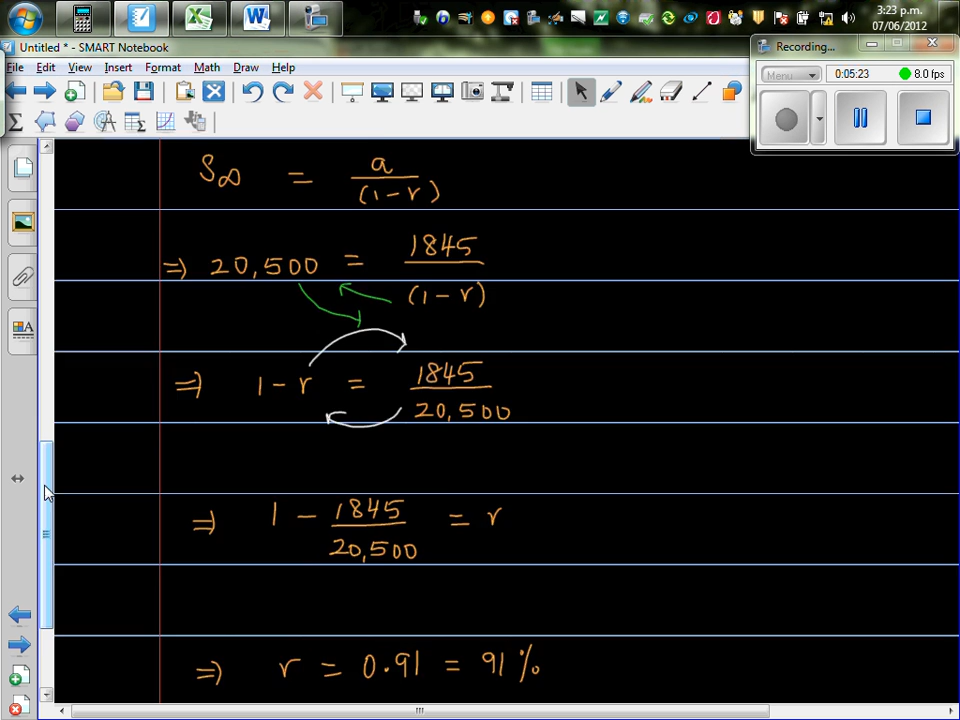 3:23 p.m.
07/06/2012
Untitled * - SMART Notebook
File Edit View Insert Format Math Draw Help
Recording...
Menu
0:05:23
8.0 fps
S∞ = a
(1 - r)
⇒ 20,500 = 1845
(1 - r)
⇒ 1 - r = 1845
20,500
⇒ 1 - 1845 = r
20,500
⇒ r = 0.91 = 91%